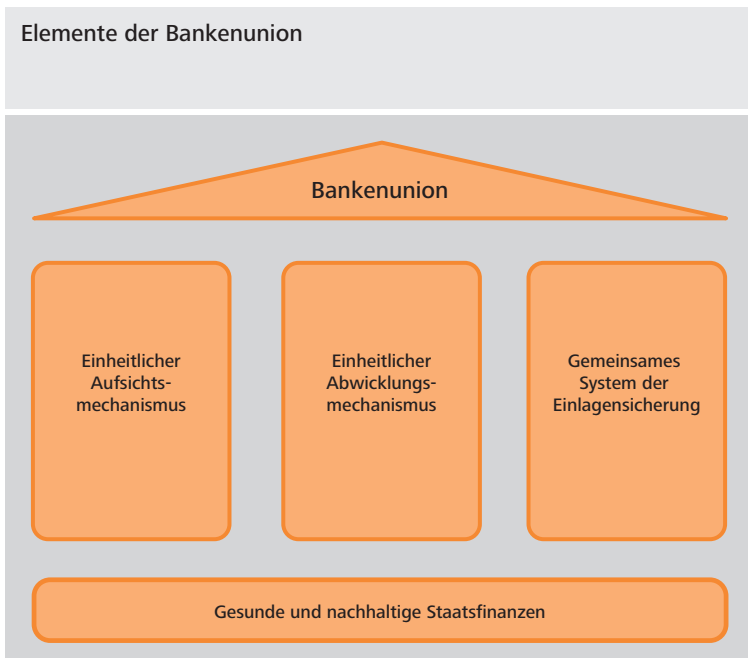 Elemente der Bankenunion
Bankenunion
Einheitlicher
Aufsichts-
mechanismus
Einheitlicher
Abwicklungs-
mechanismus
Gemeinsames
System der
Einlagensicherung
Gesunde und nachhaltige Staatsfinanzen